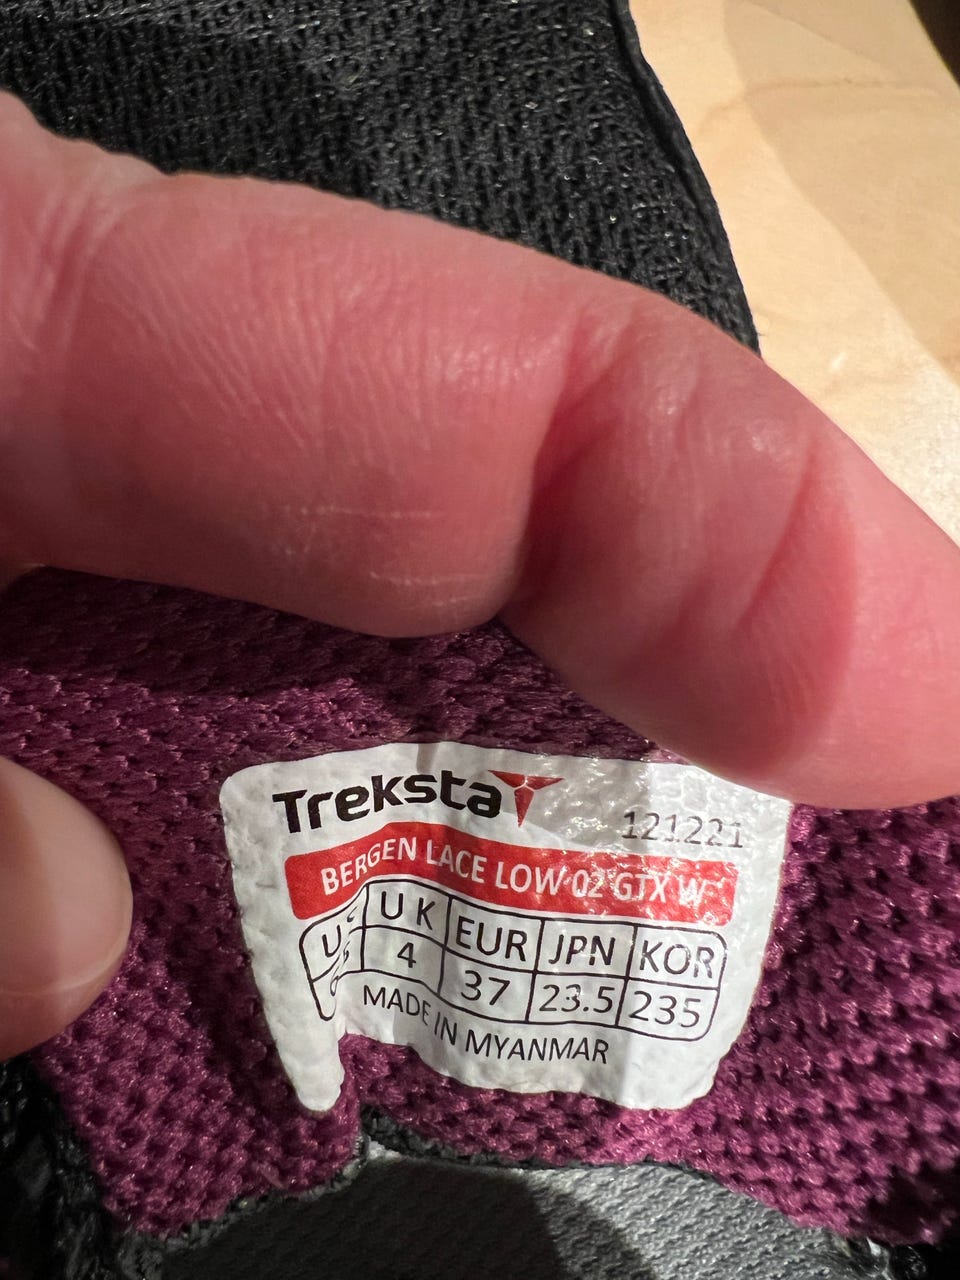 Treksta
121221
BERGEN LACE LOW 02 GTX W
UK EUR JPN KOR
4 37 23.5 235
MADE IN MYANMAR